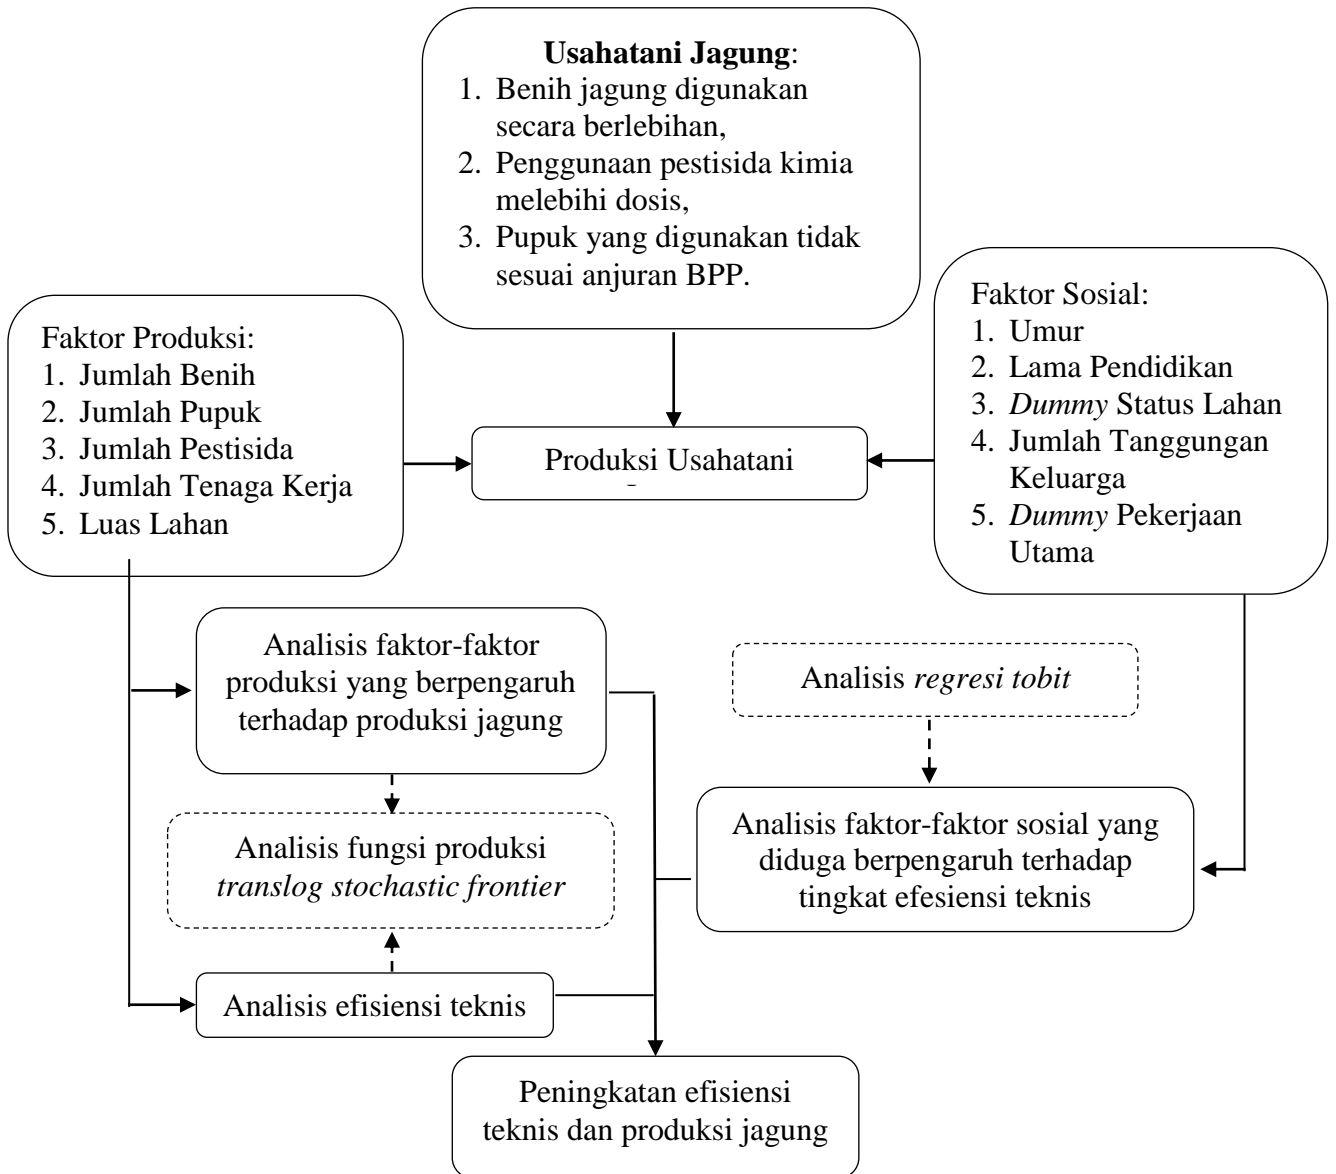 Usahatani Jagung:
1. Benih jagung digunakan
secara berlebihan,
2. Penggunaan pestisida kimia
melebihi dosis,
3. Pupuk yang digunakan tidak
sesuai anjuran BPP.
Faktor Produksi:
1. Jumlah Benih
2. Jumlah Pupuk
3. Jumlah Pestisida
4. Jumlah Tenaga Kerja
5. Luas Lahan
Produksi Usahatani
Faktor Sosial:
1. Umur
2. Lama Pendidikan
3. Dummy Status Lahan
4. Jumlah Tanggungan
Keluarga
5. Dummy Pekerjaan
Utama
Analisis faktor-faktor
produksi yang berpengaruh
terhadap produksi jagung
Analisis regresi tobit
Analisis fungsi produksi
translog stochastic frontier
Analisis faktor-faktor sosial yang
diduga berpengaruh terhadap
tingkat efesiensi teknis
Analisis efisiensi teknis
Peningkatan efisiensi
teknis dan produksi jagung